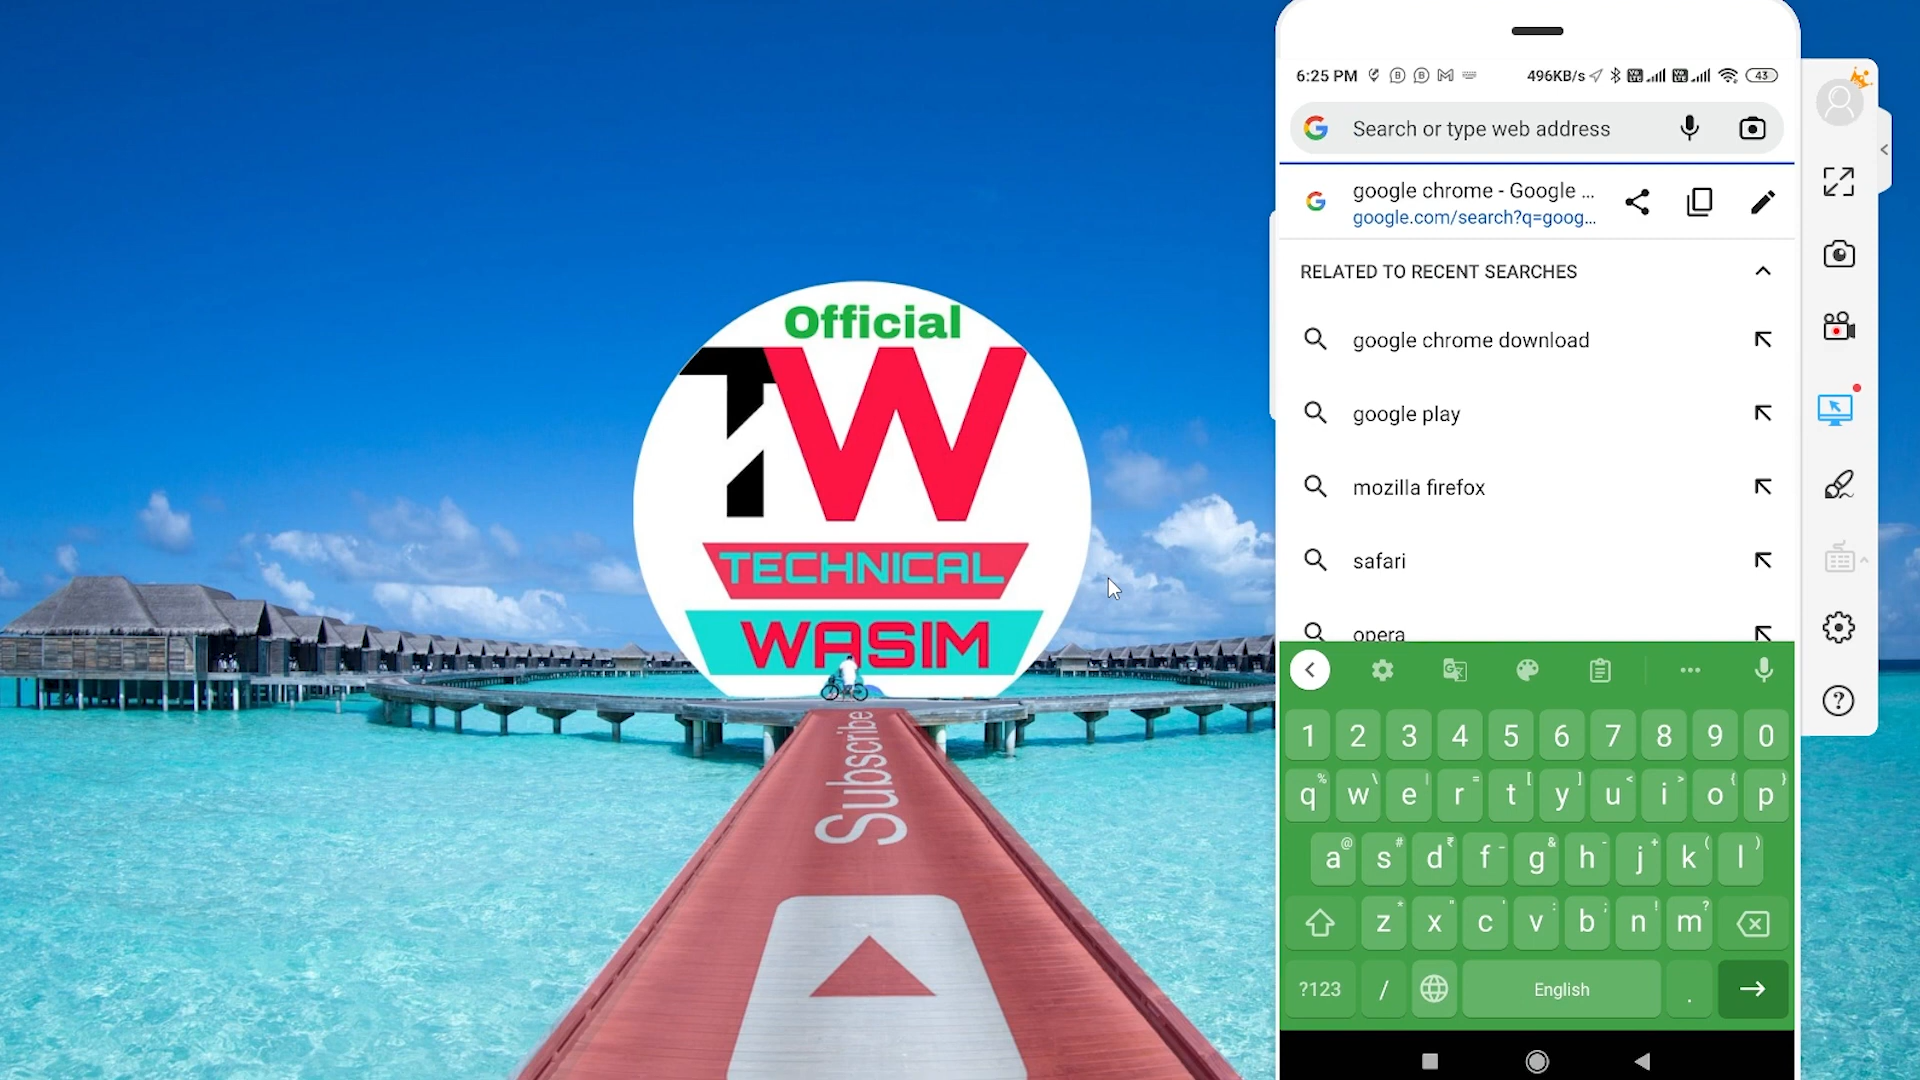 Official
TW
TECHNICAL
WASIM
Subscribe
6:25 PM
496KB/s
43
Search or type web address
google chrome - Google ...
google.com/search?q=goog...
RELATED TO RECENT SEARCHES
google chrome download
google play
mozilla firefox
safari
opera
1 2 3 4 5 6 7 8 9 0
q w e r t y u i o p
a s d f g h j k l
z x c v b n m
?123 / English .